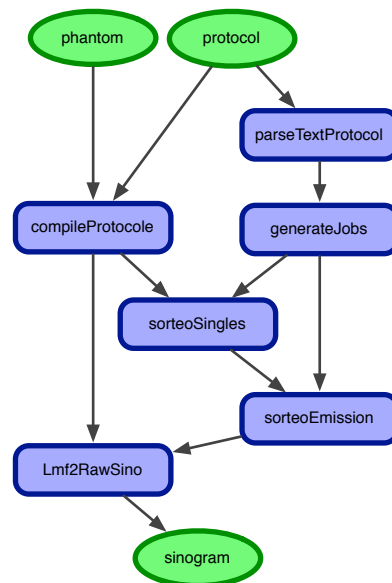 phantom
protocol
parseTextProtocol
compileProtocole
generateJobs
sorteoSingles
sorteoEmission
Lmf2RawSino
sinogram